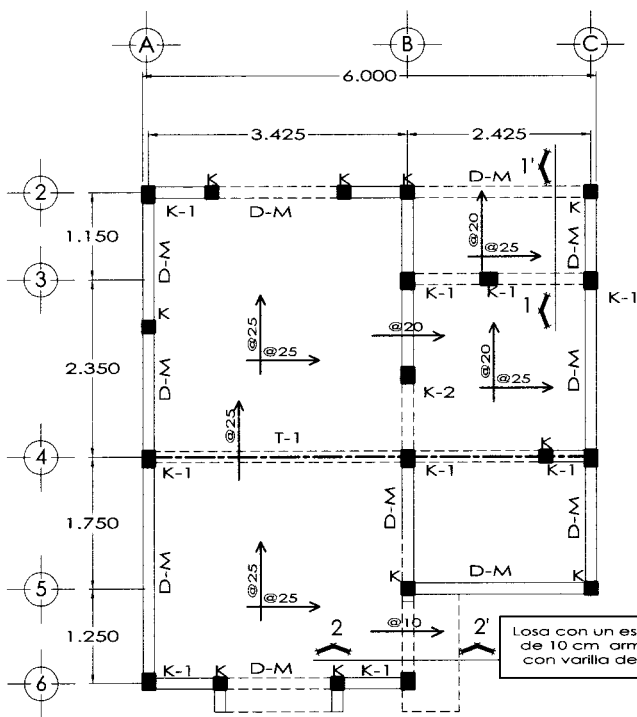 A
B
C
6.000
3.425
2.425
1'
D-M
2
K
K
K
K-1
D-M
K
1.150
D-M
@20
@25
D-M
3
K-1
K-1
K-1
K
1
@25
@25
@20
@20
@25
2.350
D-M
D-M
K-2
@25
T-1
K
4
K-1
K-1
K-1
1.750
D-M
D-M
D-M
@25
@25
K
D-M
K
5
@10
2
2'
1.250
Losa con un es
de 10 cm arm
con varilla de
K-1
K
D-M
K
K-1
6